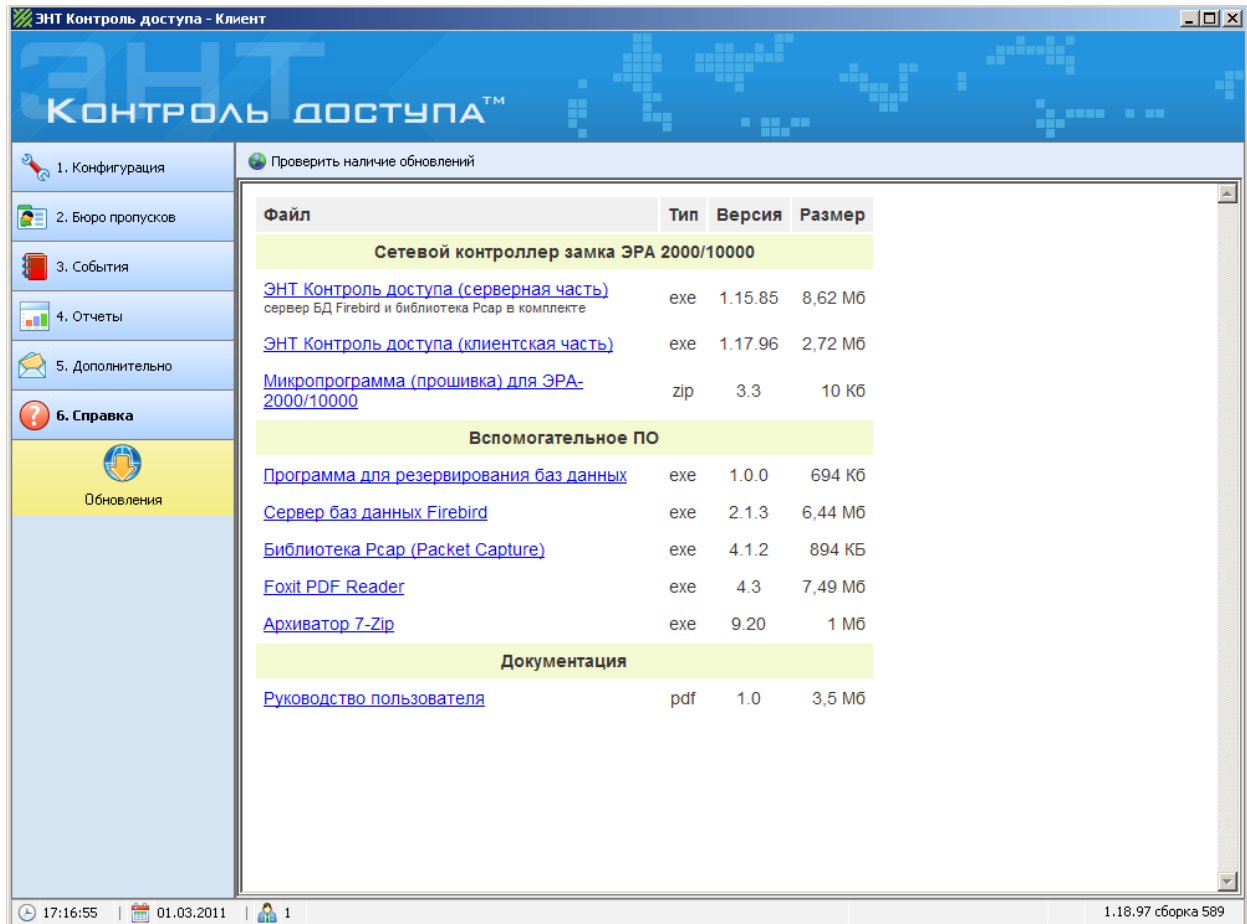 ЭНТ Контроль доступа - Клиент
ЭНТ
Контроль доступа™
1. Конфигурация
2. Бюро пропусков
3. События
4. Отчеты
5. Дополнительно
6. Справка
Обновления
Проверить наличие обновлений
Файл Тип Версия Размер
Сетевой контроллер замка ЭРА 2000/10000
ЭНТ Контроль доступа (серверная часть) exe 1.15.85 8,62 Мб
сервер БД Firebird и библиотека Pcap в комплекте
ЭНТ Контроль доступа (клиентская часть) exe 1.17.96 2,72 Мб
Микропрограмма (прошивка) для ЭРА-
2000/10000 zip 3.3 10 Кб
Вспомогательное ПО
Программа для резервирования баз данных exe 1.0.0 694 Кб
Сервер баз данных Firebird exe 2.1.3 6,44 Мб
Библиотека Pcap (Packet Capture) exe 4.1.2 894 КБ
Foxit PDF Reader exe 4.3 7,49 Мб
Архиватор 7-Zip exe 9.20 1 Мб
Документация
Руководство пользователя pdf 1.0 3,5 Мб
17:16:55 | 01.03.2011 | 1 1.18.97 сборка 589